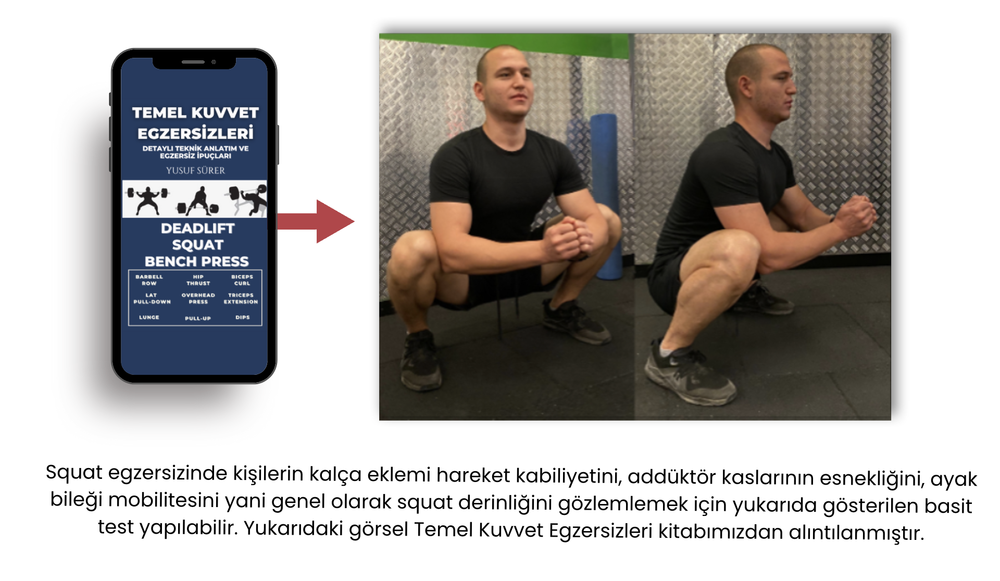 TEMEL KUVVET
EGZERSİZLERİ
DETAYLI TEKNİK ANLATIM VE
EGZERSİZ İPUÇLARI
YUSUF SÜRER
DEADLIFT
SQUAT
BENCH PRESS
BARBELL
ROW
HIP
THRUST
BICEPS
CURL
LAT
PULL-DOWN
OVERHEAD
PRESS
TRICEPS
EXTENSION
LUNGE
PULL-UP
DIPS
Squat egzersizinde kişilerin kalça eklemi hareket kabiliyetini, addüktör kaslarının esnekliğini, ayak
bileği mobilitesini yani genel olarak squat derinliğini gözlemlemek için yukarıda gösterilen basit
test yapılabilir. Yukarıdaki görsel Temel Kuvvet Egzersizleri kitabımızdan alıntılanmıştır.